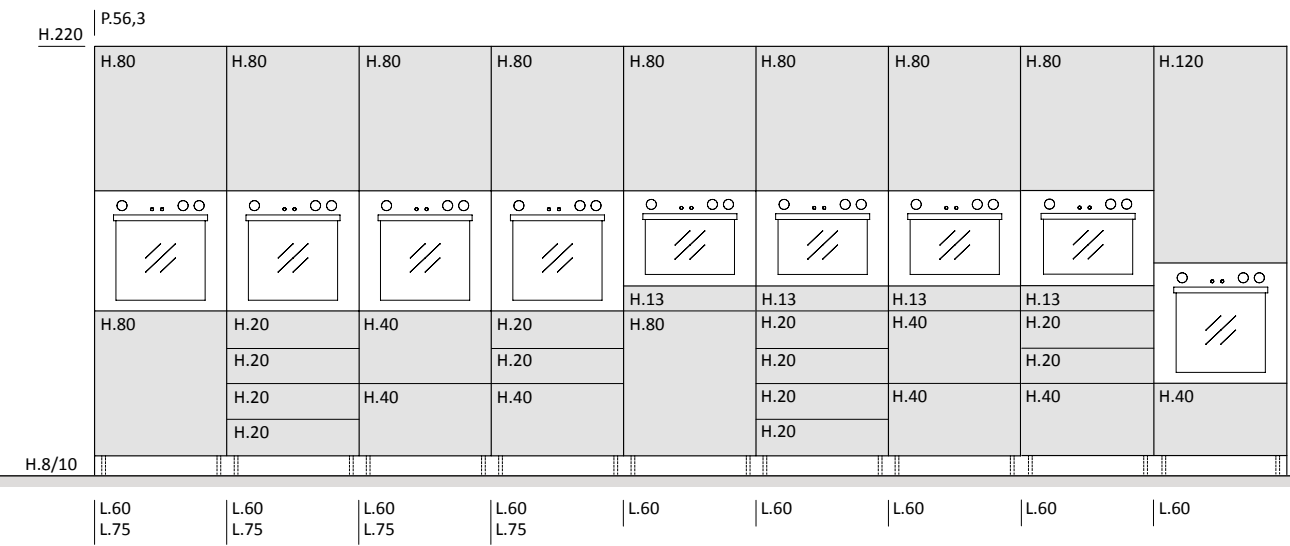 P.56,3
H.220
H.80 H.80 H.80 H.80 H.80 H.80 H.80 H.80 H.120
H.13 H.13 H.13 H.13
H.80 H.20 H.40 H.20 H.80 H.20 H.40 H.20
H.20 H.20 H.20 H.20
H.20 H.40 H.40 H.20 H.40 H.40 H.40
H.20 H.20
H.8/10
L.60 L.60 L.60 L.60 L.60 L.60 L.60 L.60 L.60
L.75 L.75 L.75 L.75